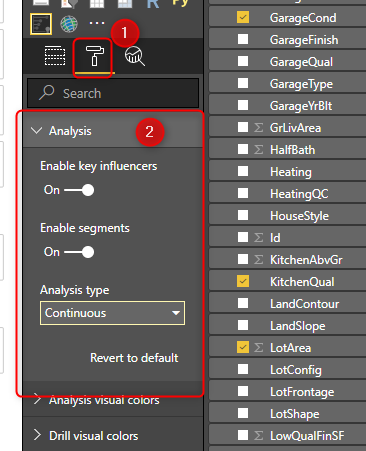 Py
1
Search
2
Analysis
Enable key influencers
On
Enable segments
On
Analysis type
Continuous
Revert to default
Analysis visual colors
Drill visual colors
GarageCond
GarageFinish
GarageQual
GarageType
GarageYrBlt
Σ GrLivArea
Σ HalfBath
Heating
HeatingQC
HouseStyle
Σ Id
Σ KitchenAbvGr
KitchenQual
LandContour
LandSlope
Σ LotArea
LotConfig
LotFrontage
LotShape
Σ LowQualFinSF